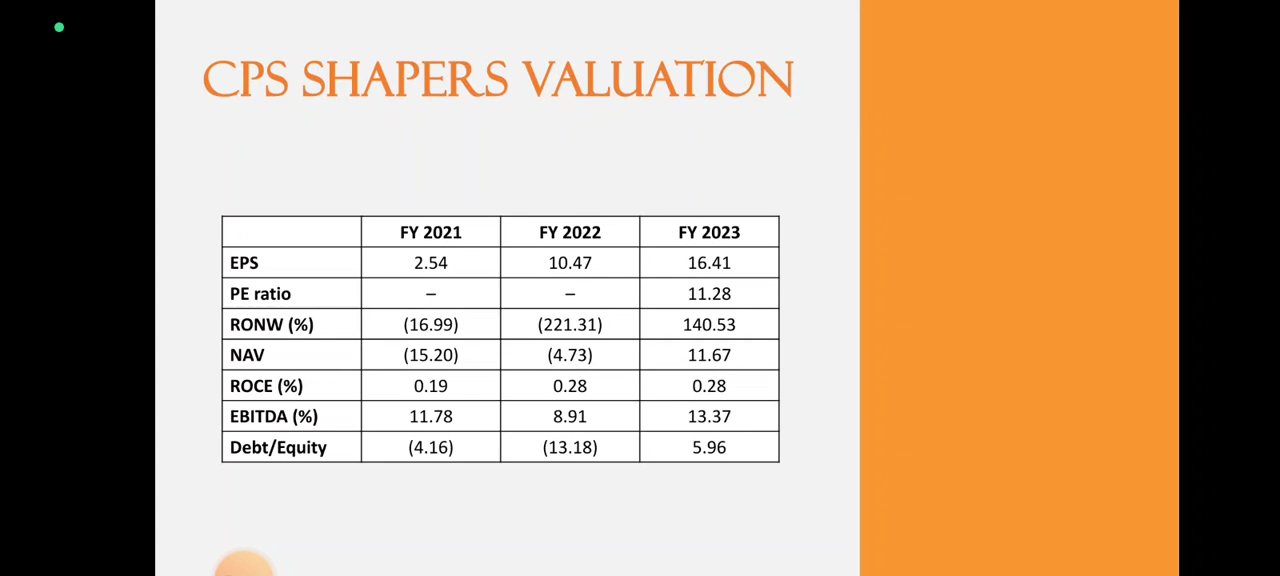 CPS SHAPERS VALUATION
FY 2021 FY 2022 FY 2023
EPS 2.54 10.47 16.41
PE ratio – – 11.28
RONW (%) (16.99) (221.31) 140.53
NAV (15.20) (4.73) 11.67
ROCE (%) 0.19 0.28 0.28
EBITDA (%) 11.78 8.91 13.37
Debt/Equity (4.16) (13.18) 5.96